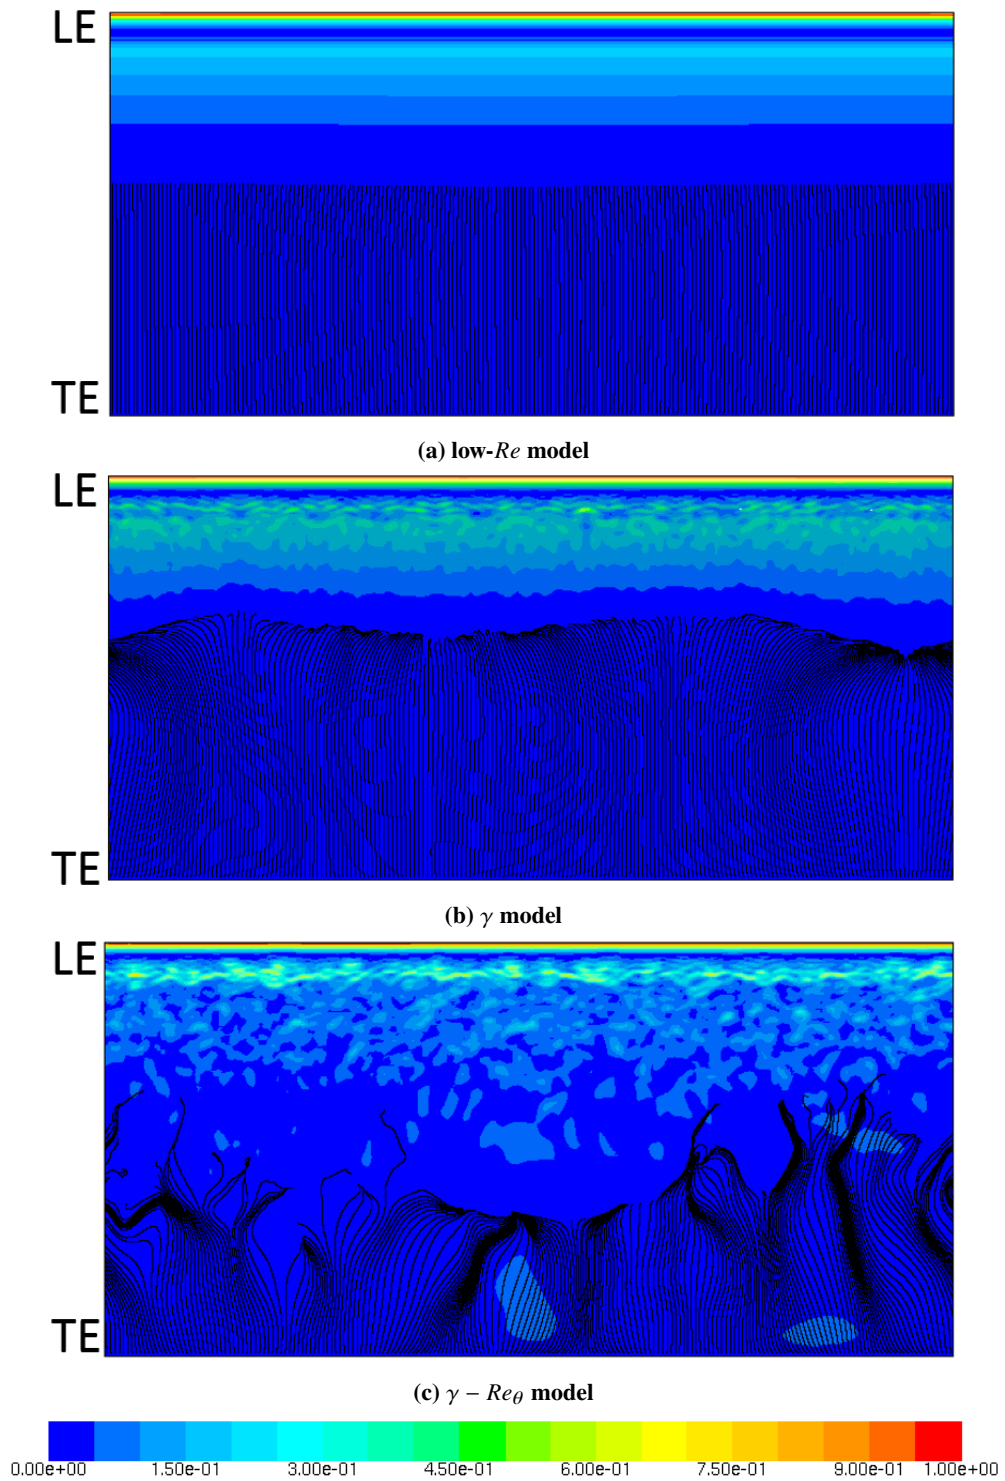 LE
TE
(a) low-Re model
LE
TE
(b) γ model
LE
TE
(c) γ − Reθ model
0.00e+00 1.50e-01 3.00e-01 4.50e-01 6.00e-01 7.50e-01 9.00e-01 1.00e+00